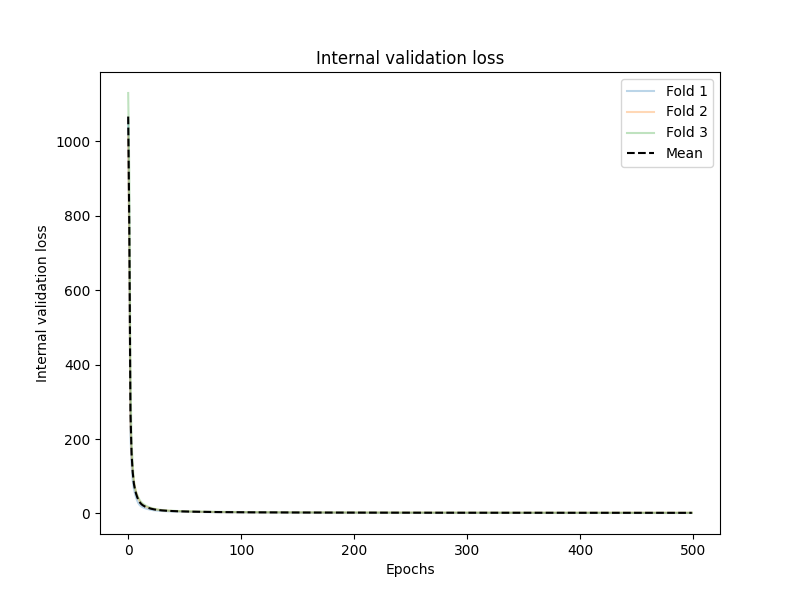 Internal validation loss
Fold 1
Fold 2
Fold 3
Mean
Internal validation loss
1000
800
600
400
200
0
0 100 200 300 400 500
Epochs